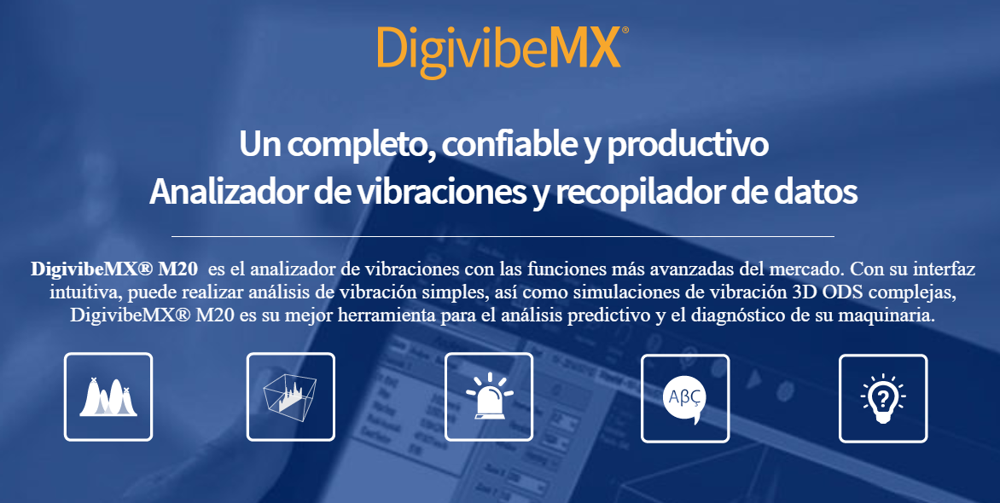 DigivibeMX®
Un completo, confiable y productivo
Analizador de vibraciones y recopilador de datos
DigivibeMX® M20 es el analizador de vibraciones con las funciones más avanzadas del mercado. Con su interfaz
intuitiva, puede realizar análisis de vibración simples, así como simulaciones de vibración 3D ODS complejas,
DigivibeMX® M20 es su mejor herramienta para el análisis predictivo y el diagnóstico de su maquinaria.
AβÇ
?